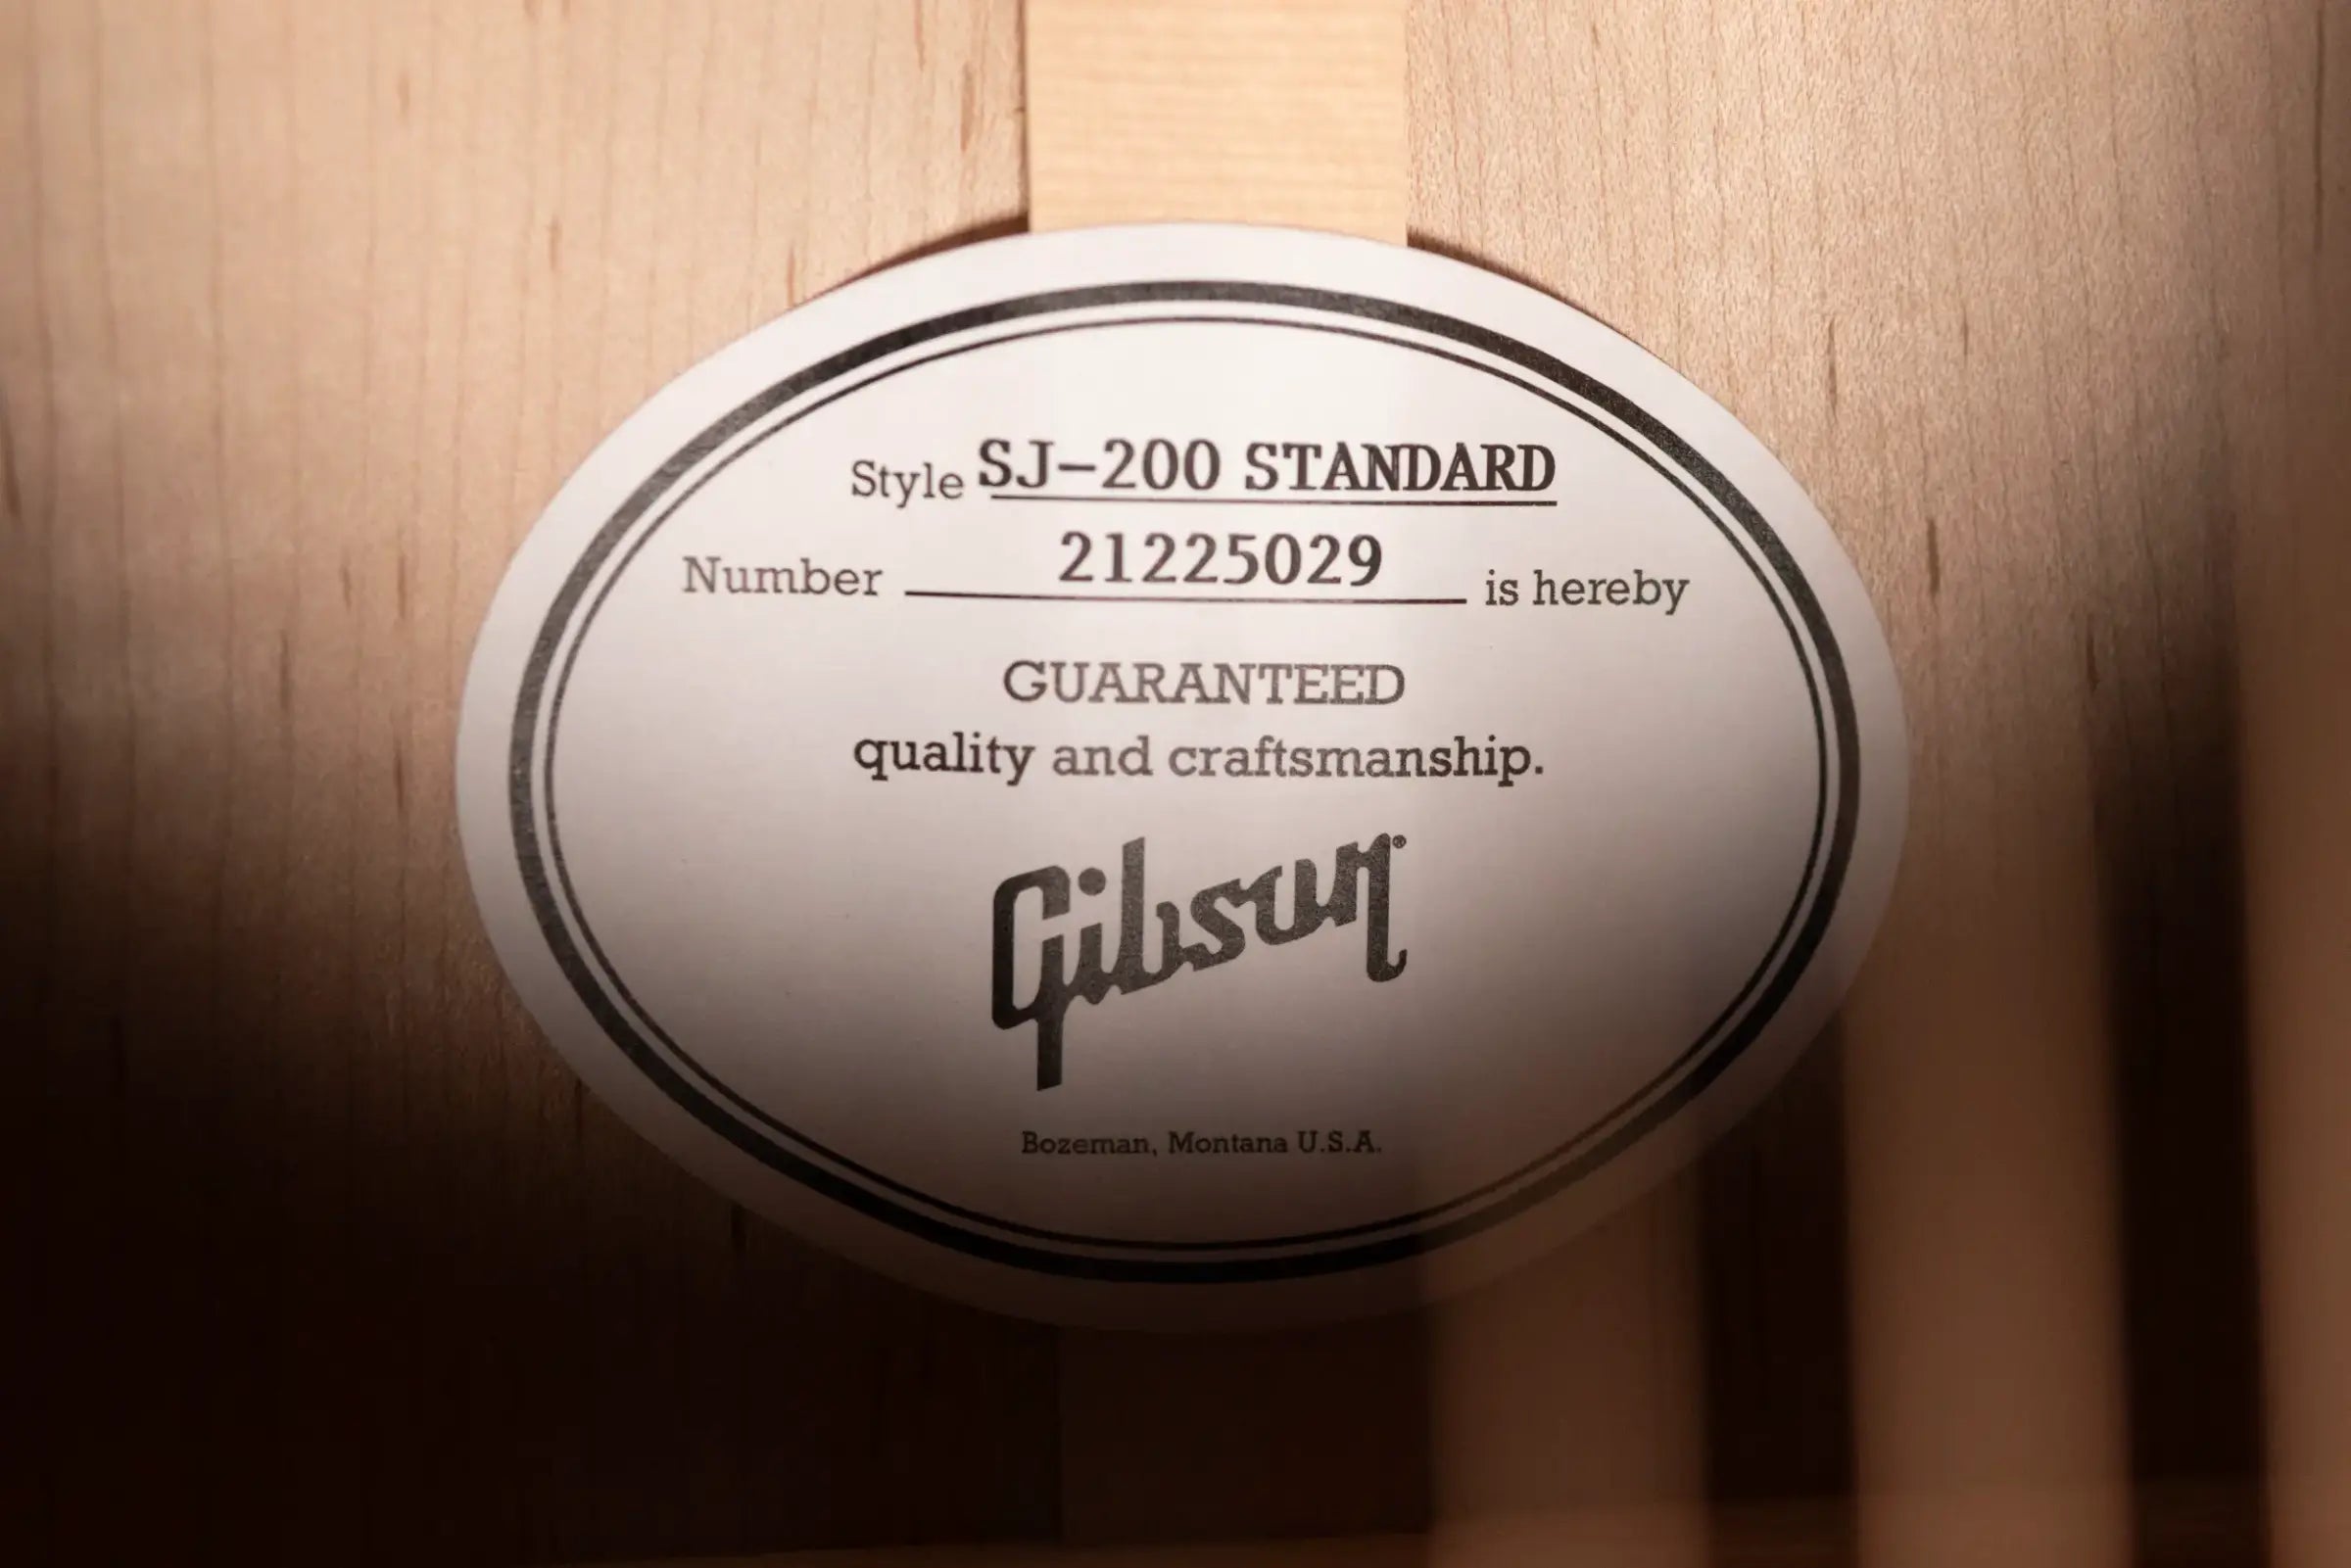 Style SJ-200 STANDARD
Number 21225029 is hereby
GUARANTEED
quality and craftsmanship.
Gibson®
Bozeman, Montana U.S.A.